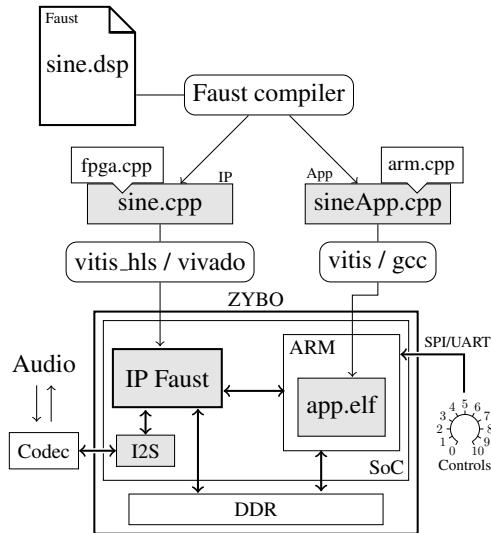 Faust
sine.dsp
Faust compiler
fpga.cpp
IP
App
arm.cpp
sine.cpp
sineApp.cpp
vitis_hls / vivado
vitis / gcc
ZYBO
SPI/UART
ARM
Audio
IP Faust
app.elf
0 1 2 3 4 5 6 7 8 9 10
Codec
I2S
Controls
SoC
DDR